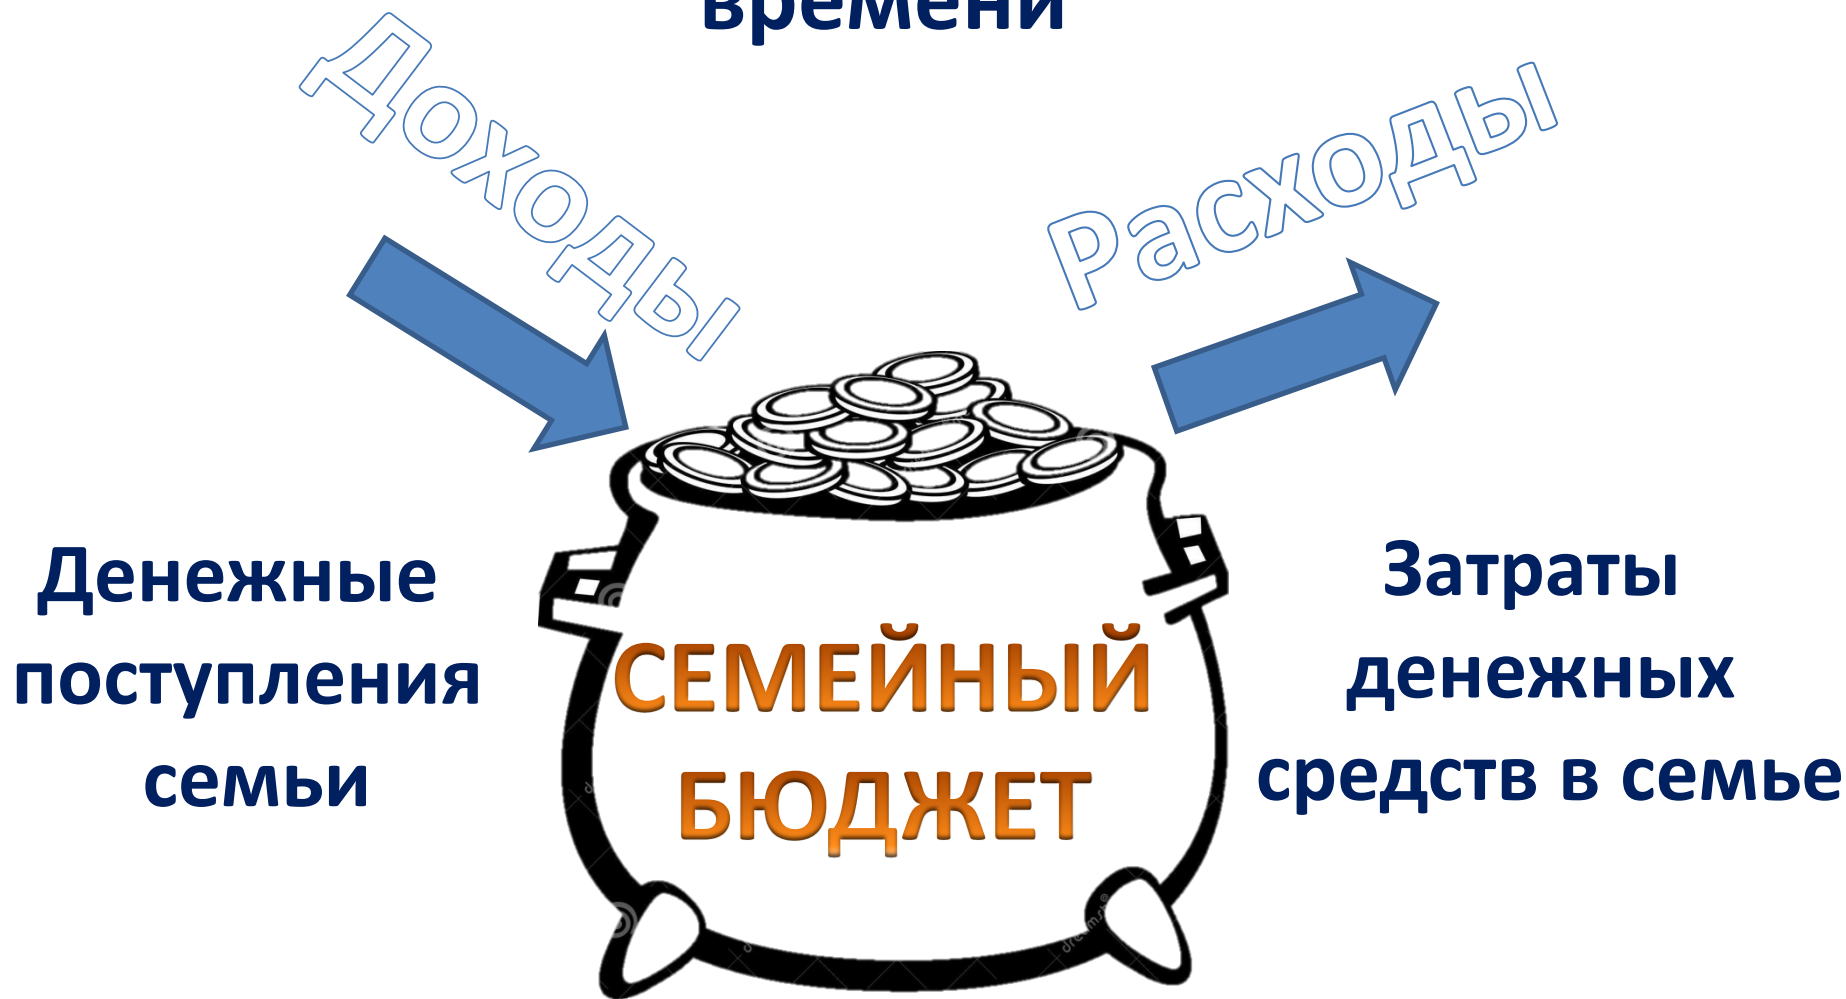 времени
Доходы
Расходы
Денежные
поступления
семьи
СЕМЕЙНЫЙ
БЮДЖЕТ
Затраты
денежных
средств в семье